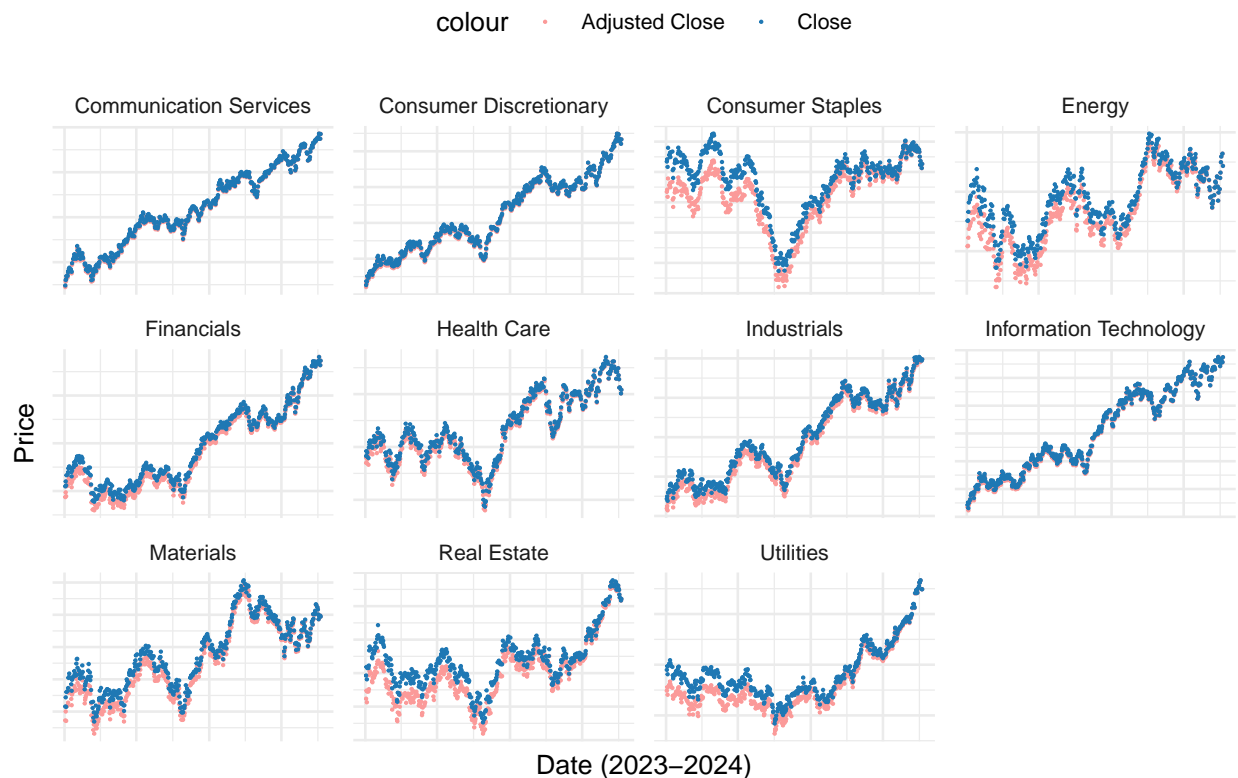 colour Adjusted Close Close
Communication Services Consumer Discretionary Consumer Staples Energy
Financials Health Care Industrials Information Technology
Price
Materials Real Estate Utilities
Date (2023–2024)